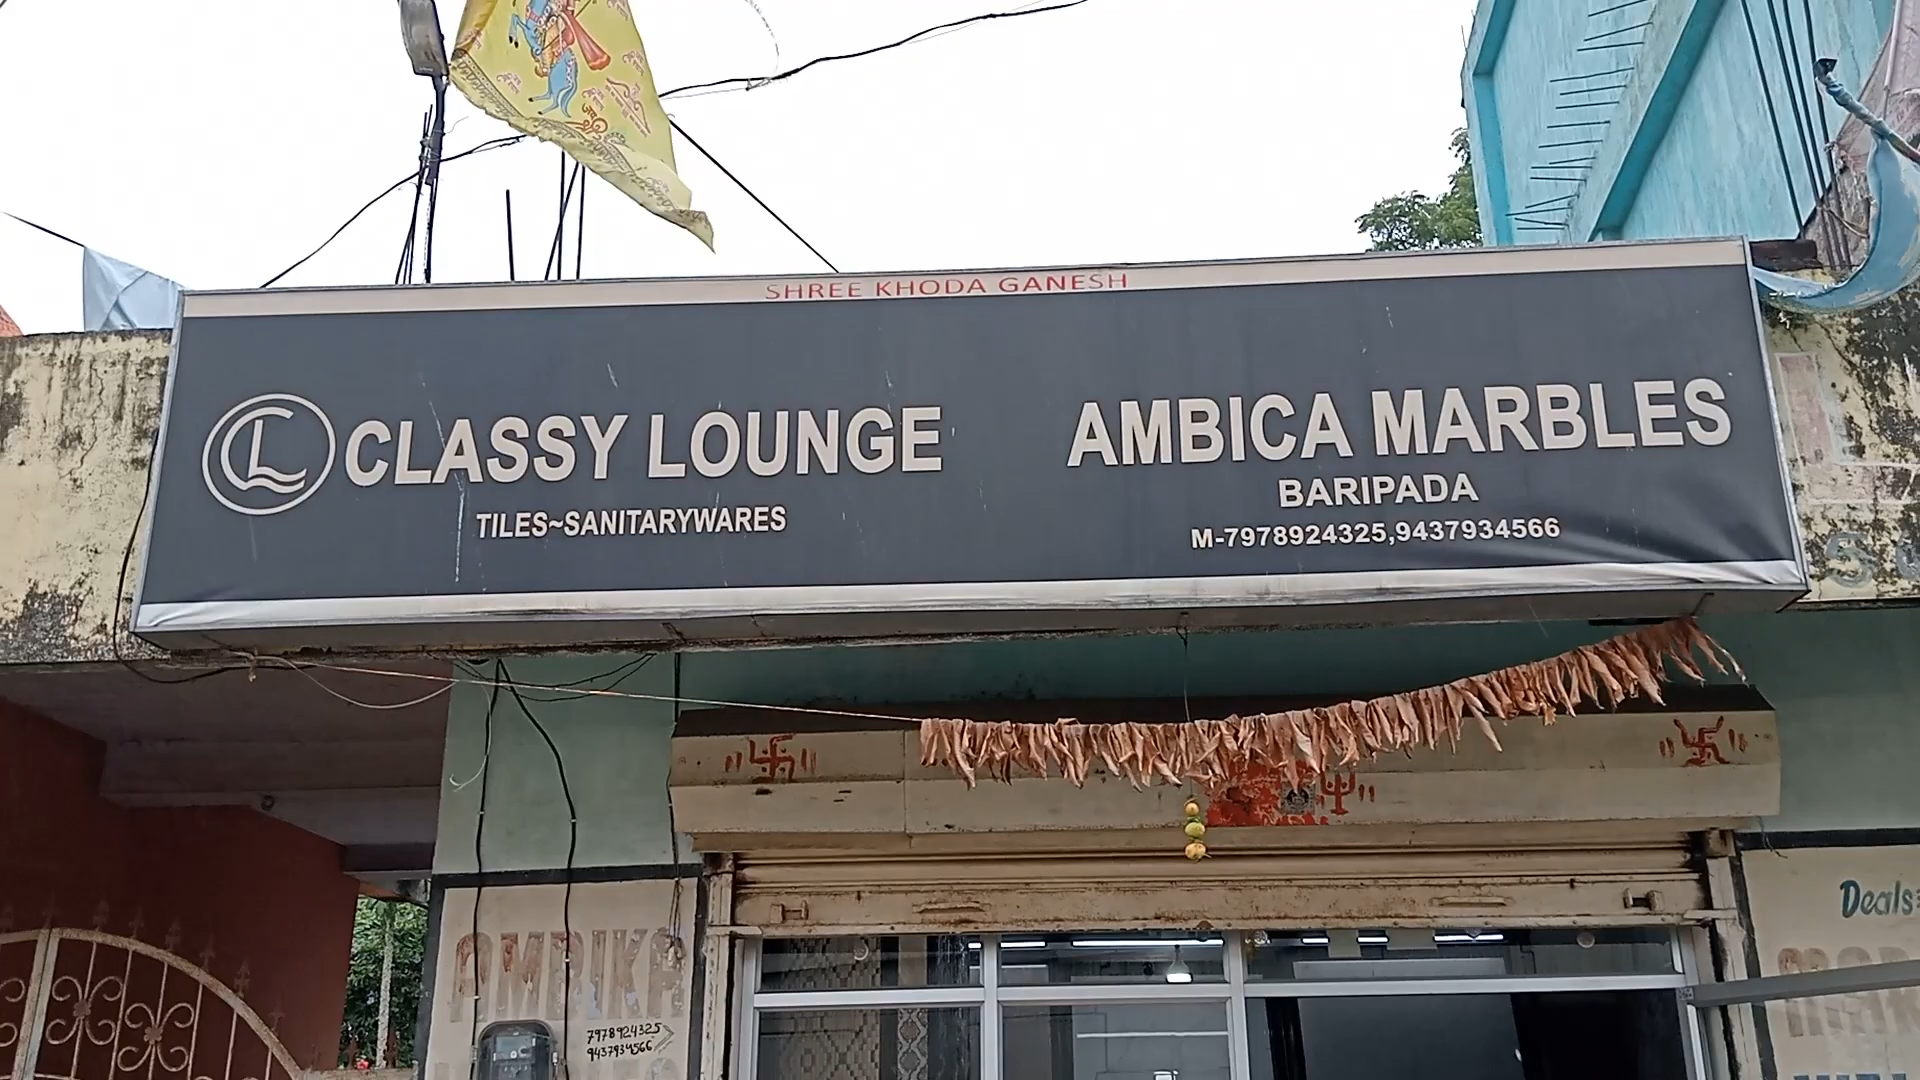 SHREE KHODA GANESH
CL CLASSY LOUNGE
TILES~SANITARYWARES
AMBICA MARBLES
BARIPADA
M-7978924325,9437934566
AMBIKA
7978924325
9437934566
Deals